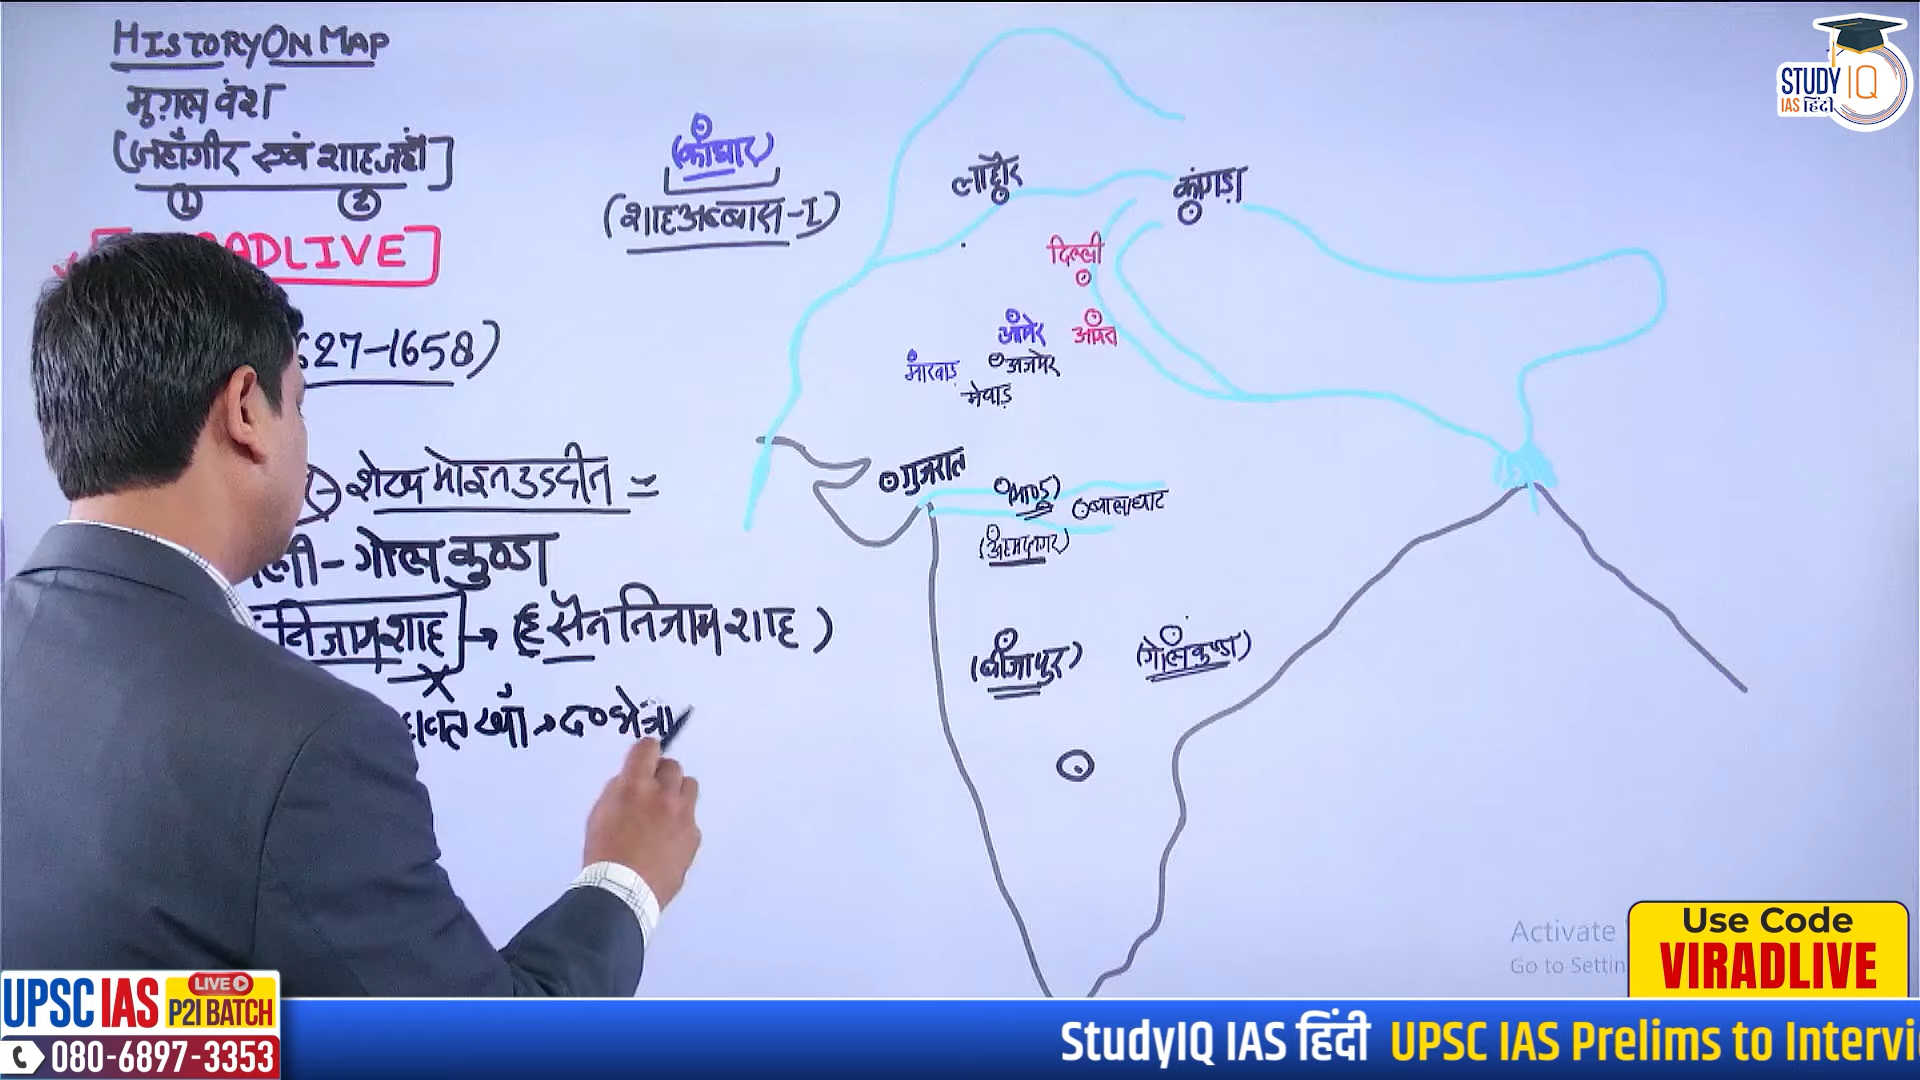 HISTORY ON MAP
मुग़ल वंश
(जहाँगीर एवं शाहजहाँ]
1 2
ADLIVE
27-1658)
शेख मोइनउद्दीन =
ली - गोलकुण्डा
निजामशाह → (हुसैन निजामशाह)
खाँ
(काँधार)
(शाहअब्बास-I)
लाहौर
कांगड़ा
दिल्ली
आमेर
आगरा
मारवाड़
अजमेर
मेवाड़
गुजरात
(माण्डू)
बालाघाट
(अहमदनगर)
(बीजापुर)
(गोलकुण्डा)
STUDY IQ
IAS हिंदी
Activate
Go to Settin
Use Code
VIRADLIVE
UPSC IAS LIVE P2I BATCH
080-6897-3353
StudyIQ IAS हिंदी UPSC IAS Prelims to Intervi